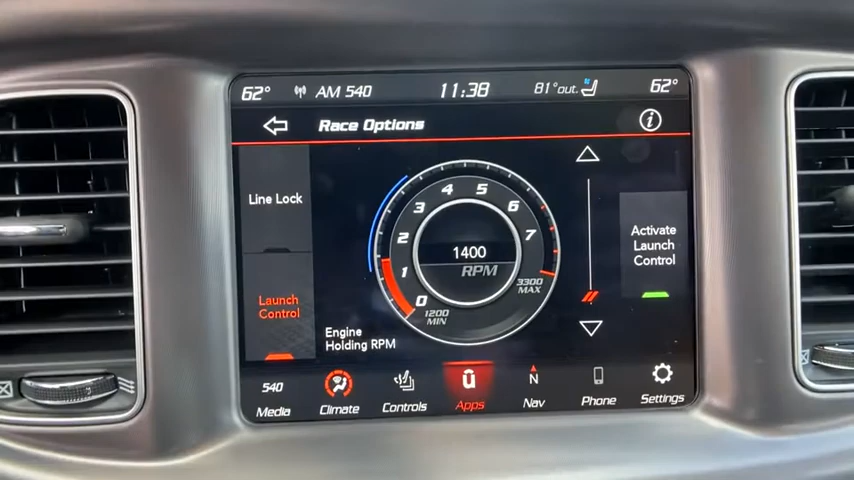 62° AM 540 11:38 81°out. 62°
Race Options
i
Line Lock
Launch
Control
0 1 2 3 4 5 6 7
1400
RPM
1200
MIN
3300
MAX
Engine
Holding RPM
Activate
Launch
Control
540
N
Media Climate Controls Apps Nav Phone Settings